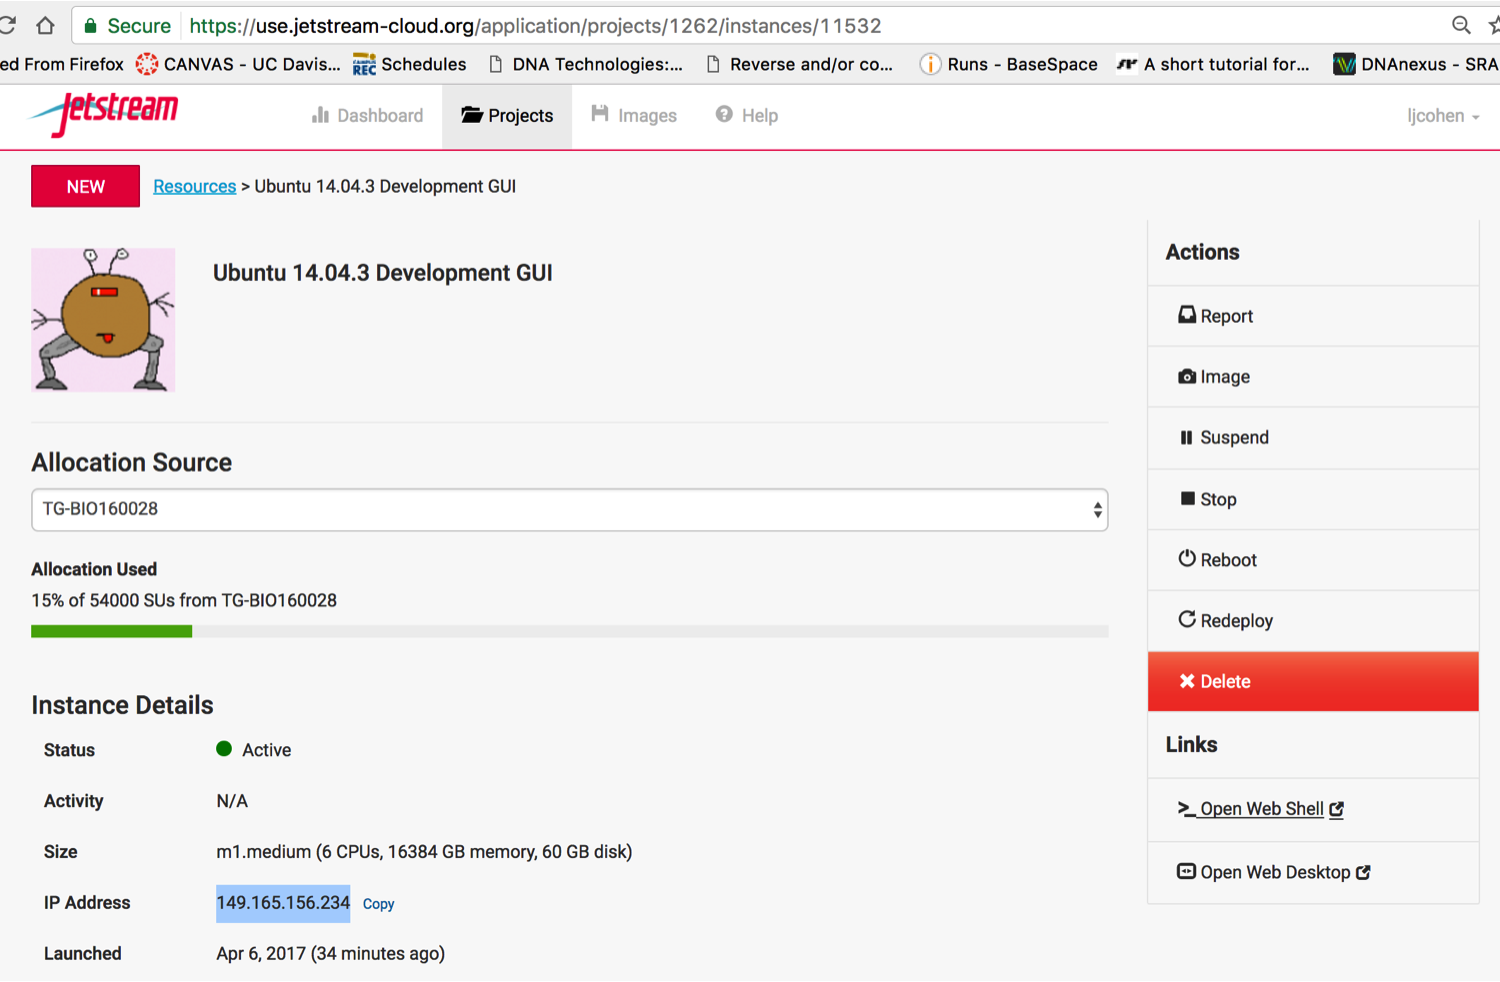 Secure https://use.jetstream-cloud.org/application/projects/1262/instances/11532
ed From Firefox CANVAS - UC Davis... CAMPUS REC Schedules DNA Technologies:... Reverse and/or co... Runs - BaseSpace A short tutorial for... DNAnexus - SRA
Jetstream Dashboard Projects Images Help ljcohen
NEW Resources > Ubuntu 14.04.3 Development GUI
Ubuntu 14.04.3 Development GUI
Allocation Source
TG-BIO160028
Allocation Used
15% of 54000 SUs from TG-BIO160028
Instance Details
Status Active
Activity N/A
Size m1.medium (6 CPUs, 16384 GB memory, 60 GB disk)
IP Address 149.165.156.234 Copy
Launched Apr 6, 2017 (34 minutes ago)
Actions
Report
Image
Suspend
Stop
Reboot
Redeploy
Delete
Links
Open Web Shell
Open Web Desktop